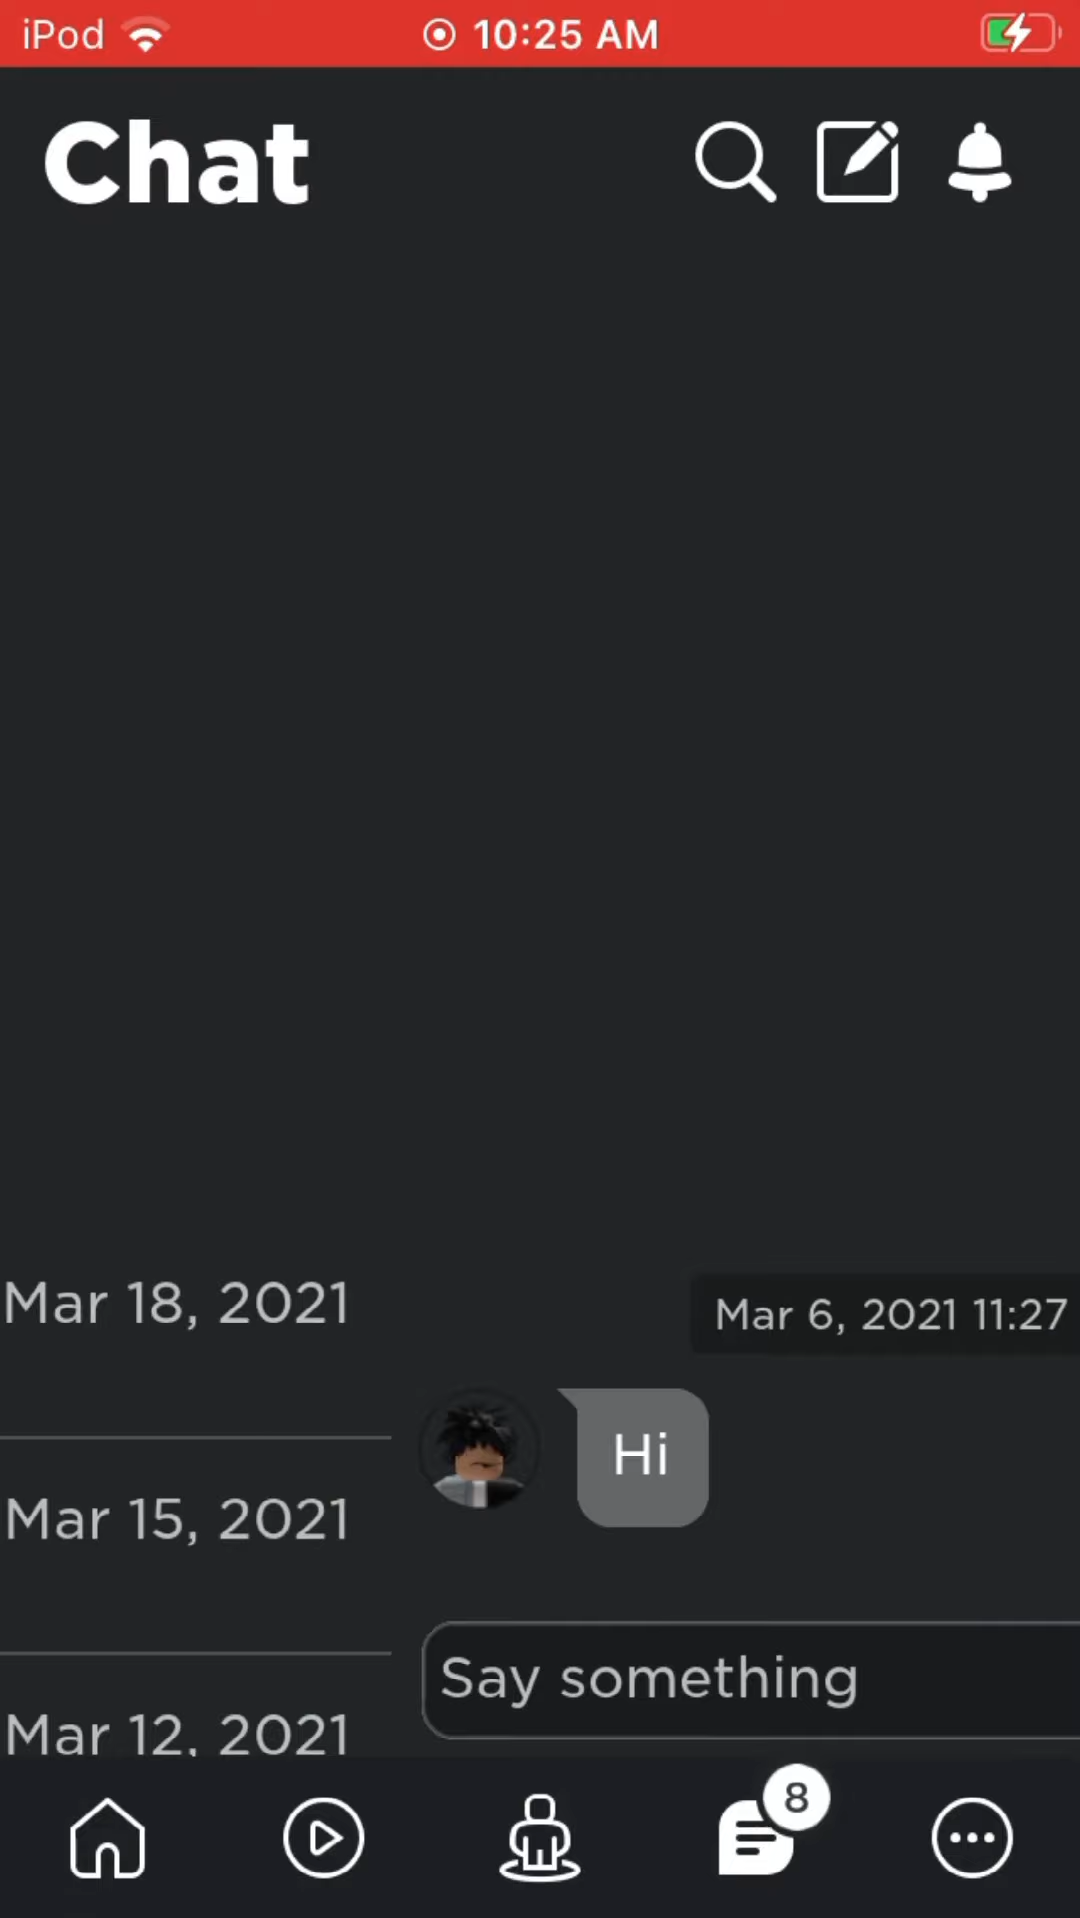 iPod 10:25 AM
Chat
Mar 18, 2021
Mar 6, 2021 11:27
Hi
Mar 15, 2021
Say something
Mar 12, 2021
8